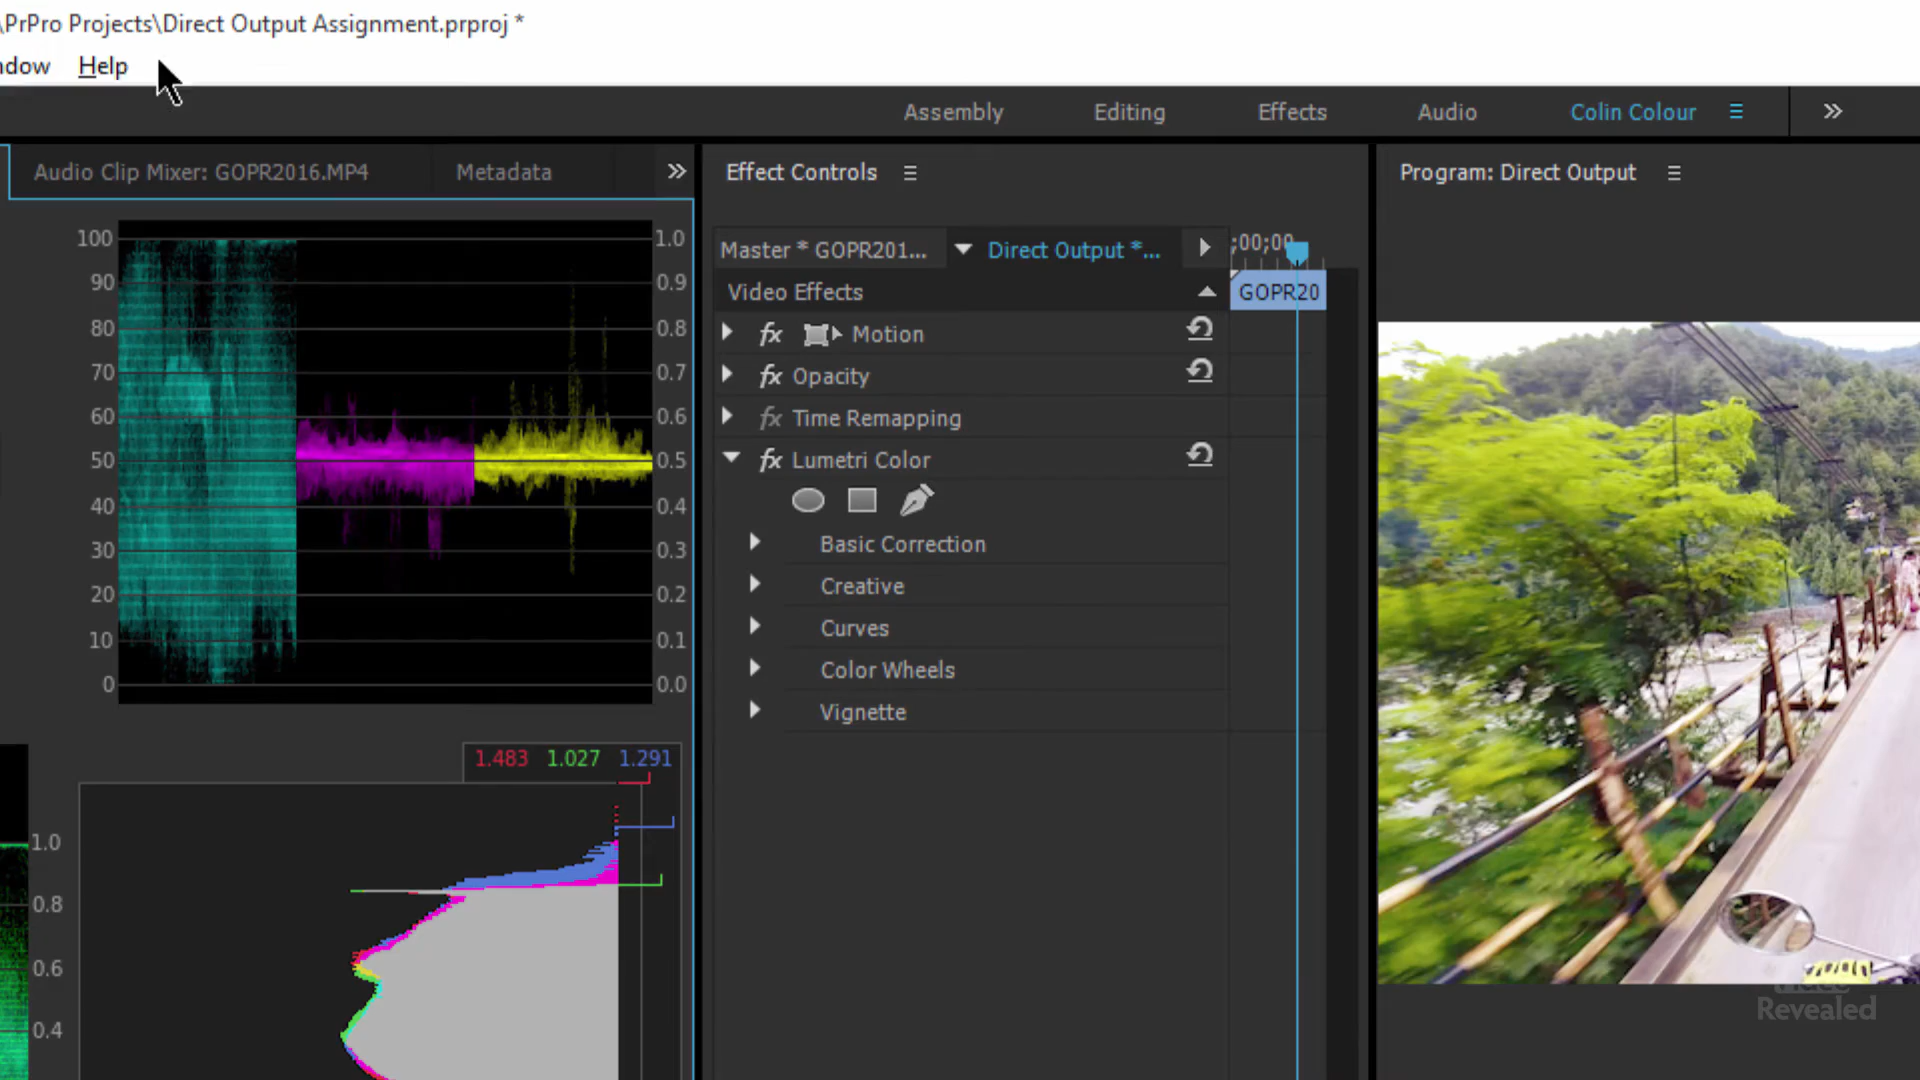 \PrPro Projects\Direct Output Assignment.prproj *
ndow Help
Assembly Editing Effects Audio Colin Colour
Audio Clip Mixer: GOPR2016.MP4 Metadata
Effect Controls
Program: Direct Output
Master * GOPR201... Direct Output *... ;00;00
Video Effects GOPR20
fx Motion
fx Opacity
fx Time Remapping
fx Lumetri Color
Basic Correction
Creative
Curves
Color Wheels
Vignette
100 1.0
90 0.9
80 0.8
70 0.7
60 0.6
50 0.5
40 0.4
30 0.3
20 0.2
10 0.1
0 0.0
1.483 1.027 1.291
1.0
0.8
0.6
0.4
Revealed